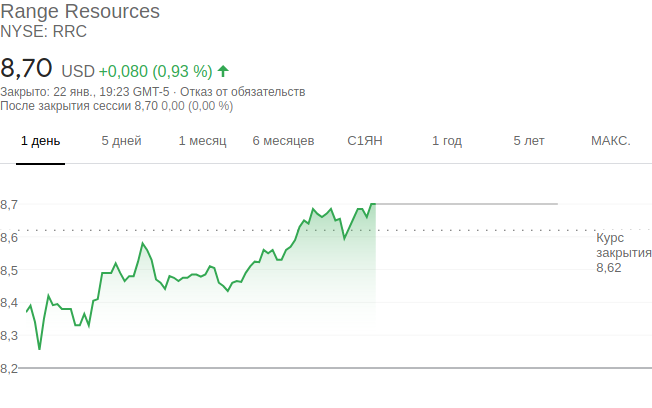 Range Resources
NYSE: RRC
8,70 USD +0,080 (0,93 %)
Закрыто: 22 янв., 19:23 GMT-5 · Отказ от обязательств
После закрытия сессии 8,70 0,00 (0,00 %)
1 день 5 дней 1 месяц 6 месяцев С1ЯН 1 год 5 лет МАКС.
8,7
8,6
Курс
закрытия
8,62
8,5
8,4
8,3
8,2